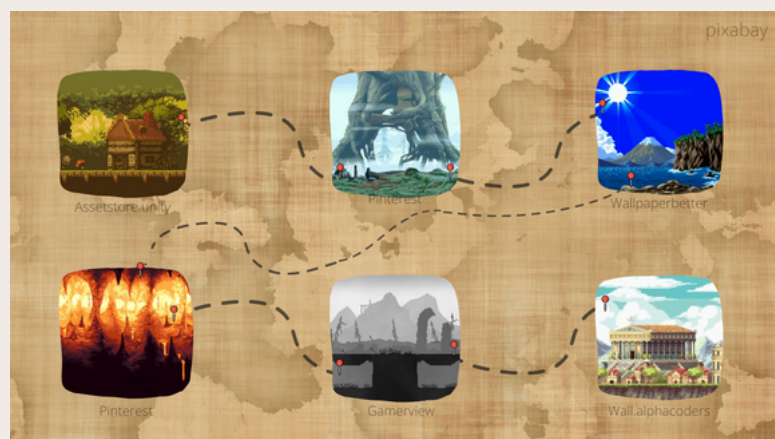 pixabay
Assetstore.unity
Pinterest
Wallpaperbetter
Pinterest
Gamerview
Wall.alphacoders